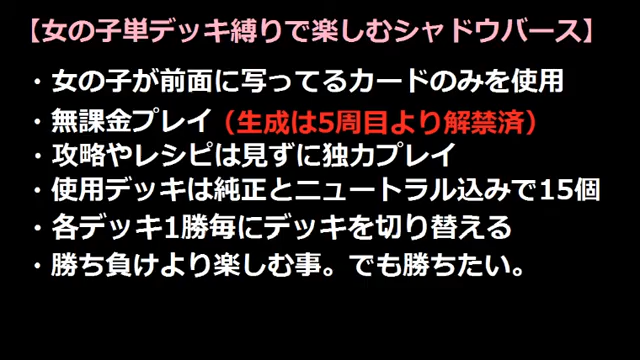 【女の子単デッキ縛りで楽しむシャドウバース】
・女の子が前面に写ってるカードのみを使用
・無課金プレイ（生成は5周目より解禁済）
・攻略やレシピは見ずに独力プレイ
・使用デッキは純正とニュートラル込みで15個
・各デッキ1勝毎にデッキを切り替える
・勝ち負けより楽しむ事。でも勝ちたい。